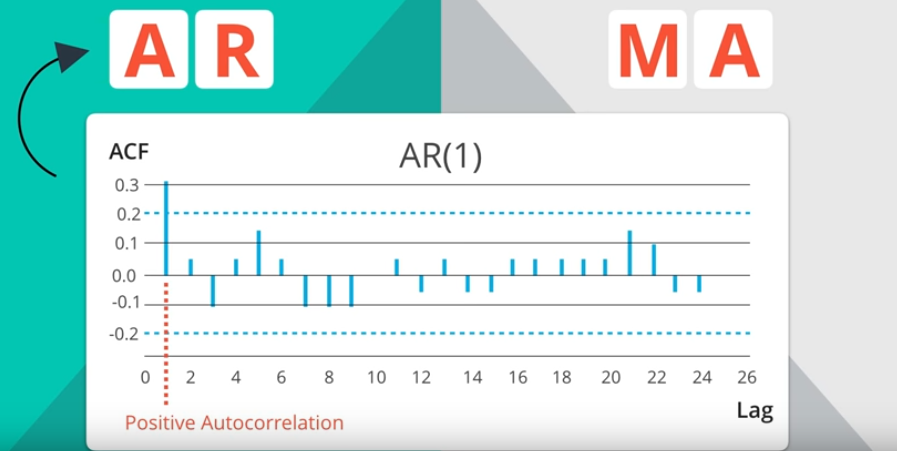 A R
M A
ACF
AR(1)
0.3
0.2
0.1
0.0
-0.1
-0.2
0 2 4 6 8 10 12 14 16 18 20 22 24 26
Lag
Positive Autocorrelation